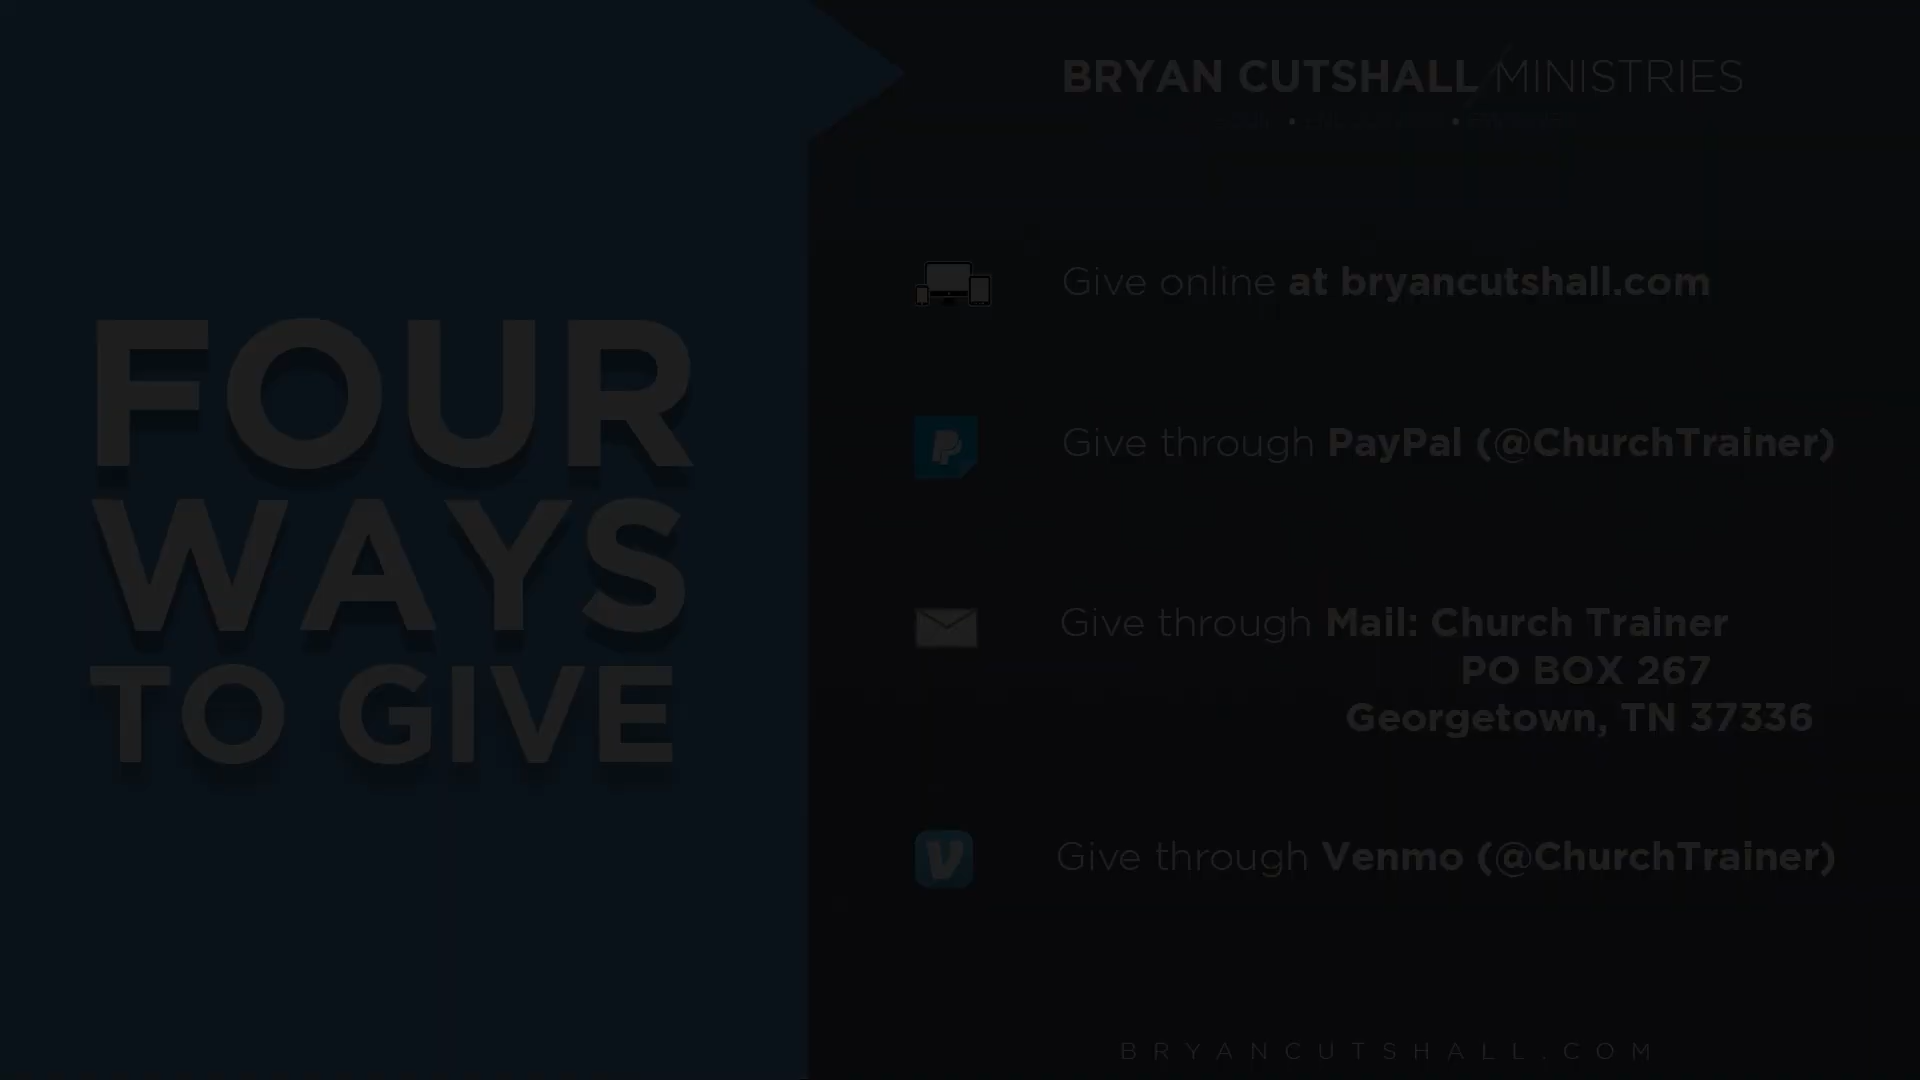 FOUR
WAYS
TO GIVE
BRYAN CUTSHALL/MINISTRIES
Give online at bryancutshall.com
Give through PayPal (@ChurchTrainer)
Give through Mail: Church Trainer
PO BOX 267
Georgetown, TN 37336
Give through Venmo (@ChurchTrainer)
BRYANCUTSHALL.COM